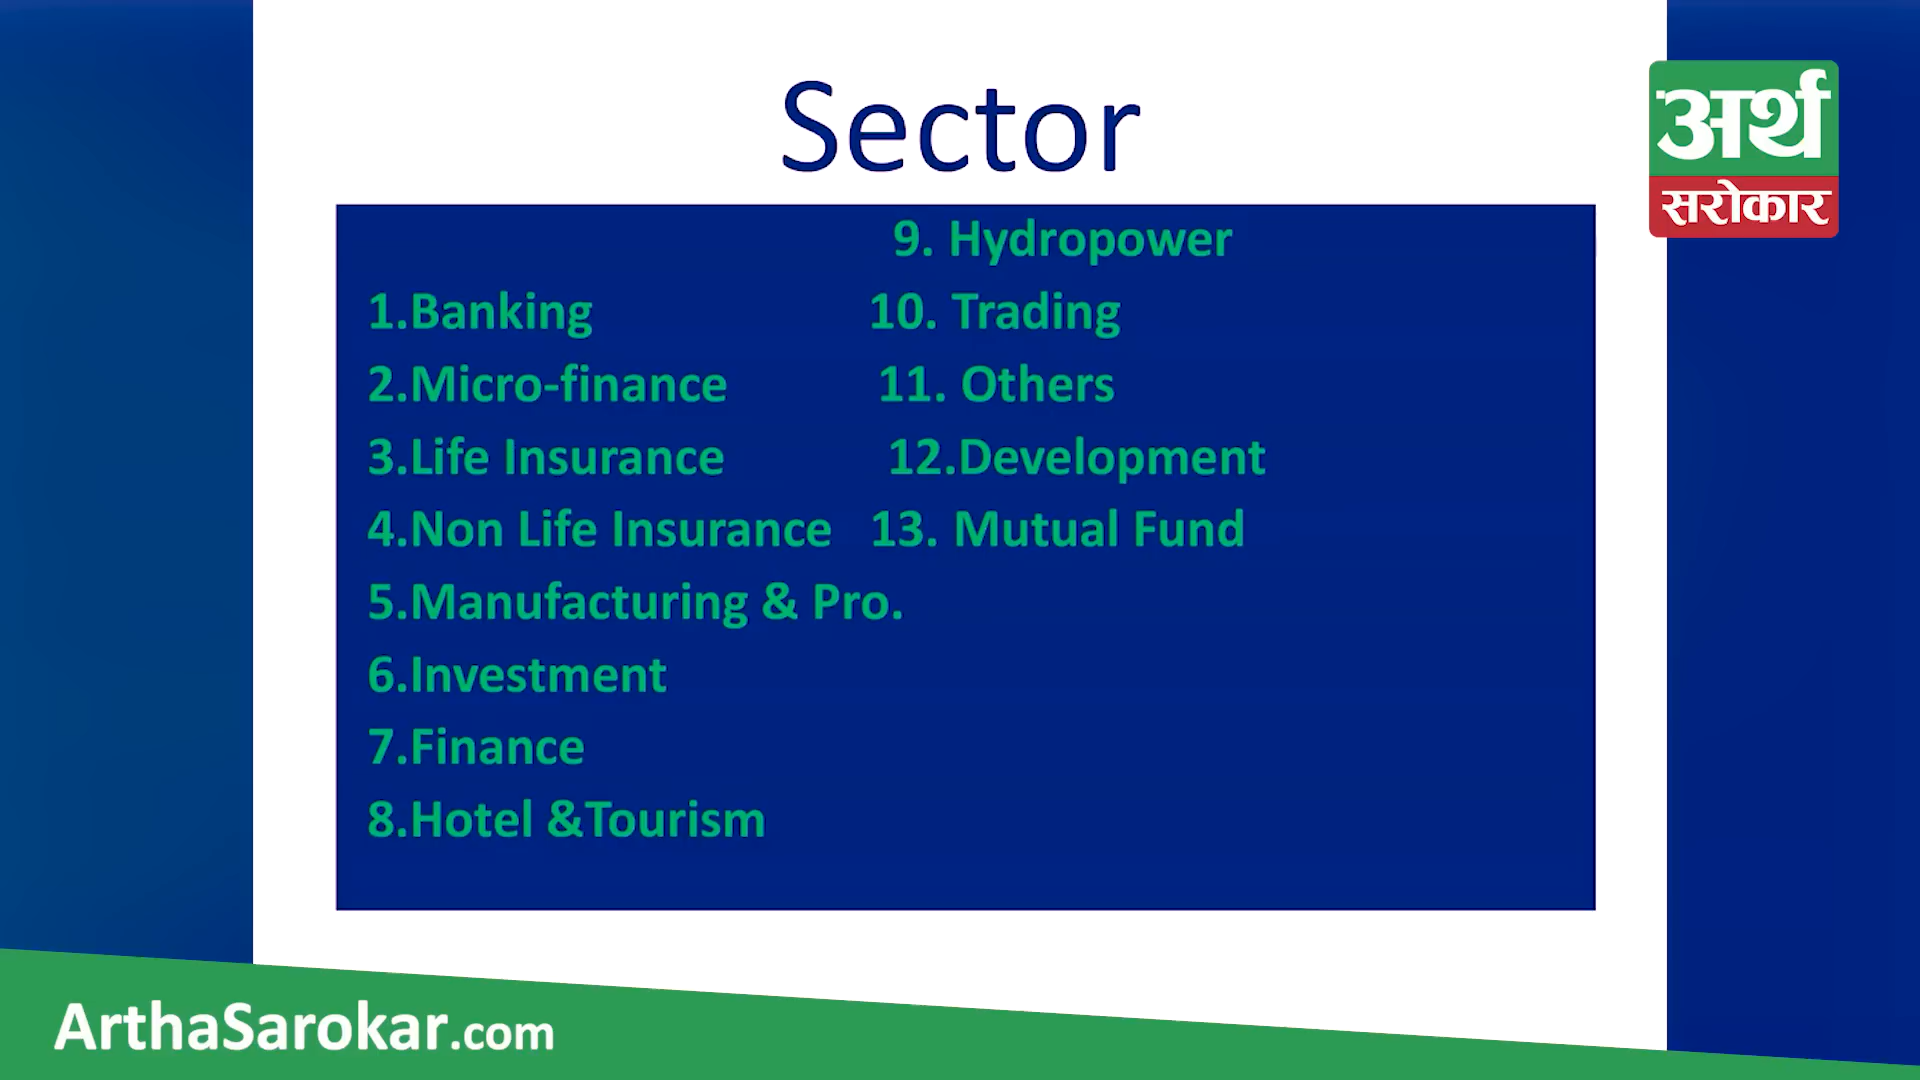 Sector
अर्थ
सरोकार
9. Hydropower
1.Banking 10. Trading
2.Micro-finance 11. Others
3.Life Insurance 12.Development
4.Non Life Insurance 13. Mutual Fund
5.Manufacturing & Pro.
6.Investment
7.Finance
8.Hotel &Tourism
ArthaSarokar.com